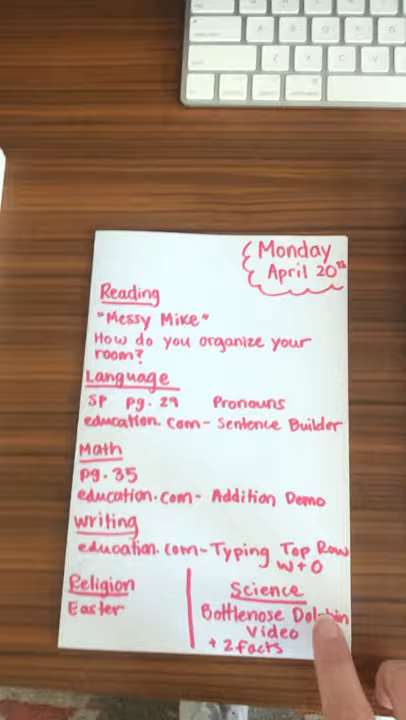 Monday
April 20th
Reading
"Messy Mike"
How do you organize your
room?
Language
SP pg. 29 Pronouns
education.com- Sentence Builder
Math
pg. 35
education.com- Addition Demo
Writing
education.com-Typing Top Row
W + O
Religion
Easter
Science
Bottlenose Dolphin
Video
+ 2 facts